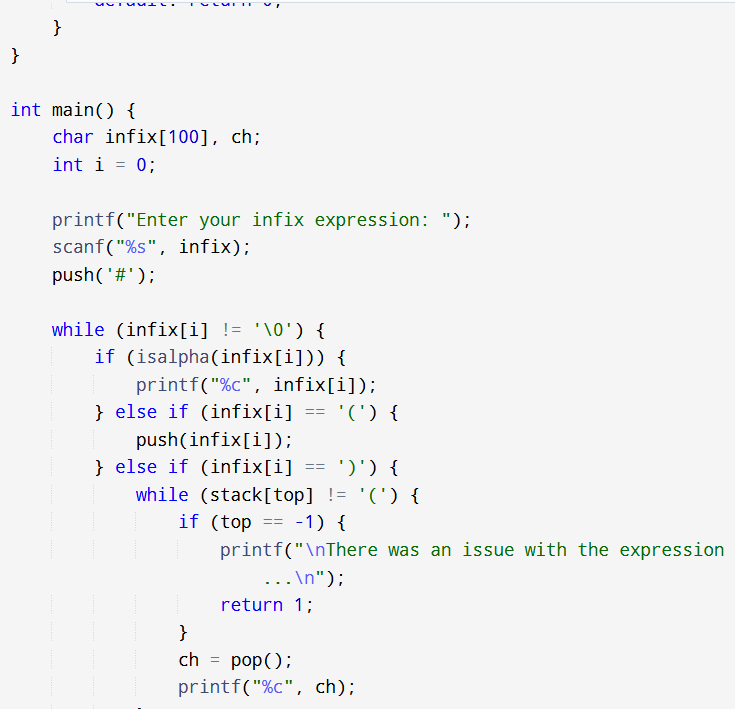 }
}

int main() {
    char infix[100], ch;
    int i = 0;

    printf("Enter your infix expression: ");
    scanf("%s", infix);
    push('#');

    while (infix[i] != '\0') {
        if (isalpha(infix[i])) {
            printf("%c", infix[i]);
        } else if (infix[i] == '(') {
            push(infix[i]);
        } else if (infix[i] == ')') {
            while (stack[top] != '(') {
                if (top == -1) {
                    printf("\nThere was an issue with the expression
                        ...\n");
                    return 1;
                }
                ch = pop();
                printf("%c", ch);